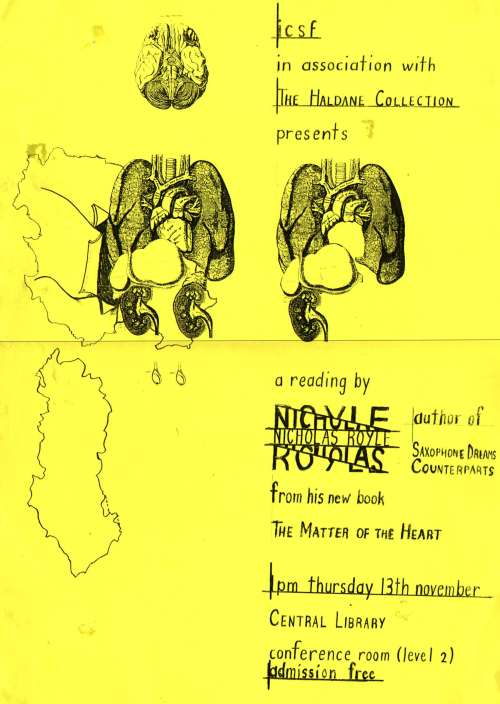 icsf
in association with
THE HALDANE COLLECTION
presents
a reading by
NICHOLAS ROYLE
author of
SAXOPHONE DREAMS
COUNTERPARTS
from his new book
THE MATTER OF THE HEART
1pm thursday 13th november
CENTRAL LIBRARY
conference room (level 2)
admission free